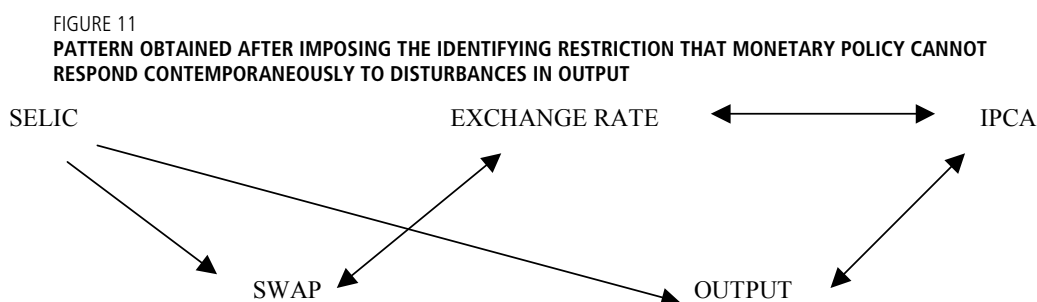 FIGURE 11
PATTERN OBTAINED AFTER IMPOSING THE IDENTIFYING RESTRICTION THAT MONETARY POLICY CANNOT
RESPOND CONTEMPORANEOUSLY TO DISTURBANCES IN OUTPUT
SELIC EXCHANGE RATE IPCA
SWAP OUTPUT